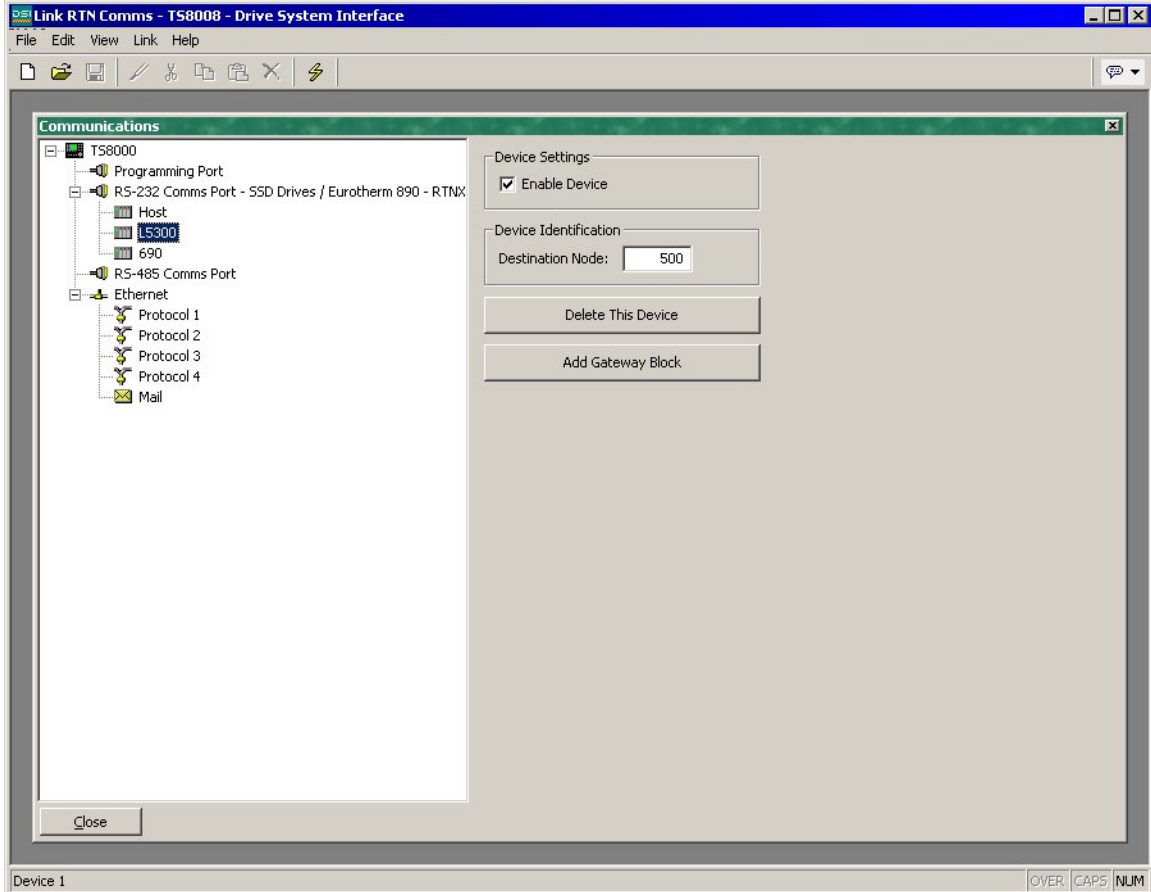 DSI Link RTN Comms - TS8008 - Drive System Interface
File Edit View Link Help
Communications
TS8000
Programming Port
RS-232 Comms Port - SSD Drives / Eurotherm 890 - RTNX
Host
L5300
690
RS-485 Comms Port
Ethernet
Protocol 1
Protocol 2
Protocol 3
Protocol 4
Mail
Device Settings
Enable Device
Device Identification
Destination Node: 500
Delete This Device
Add Gateway Block
Close
Device 1 OVER CAPS NUM